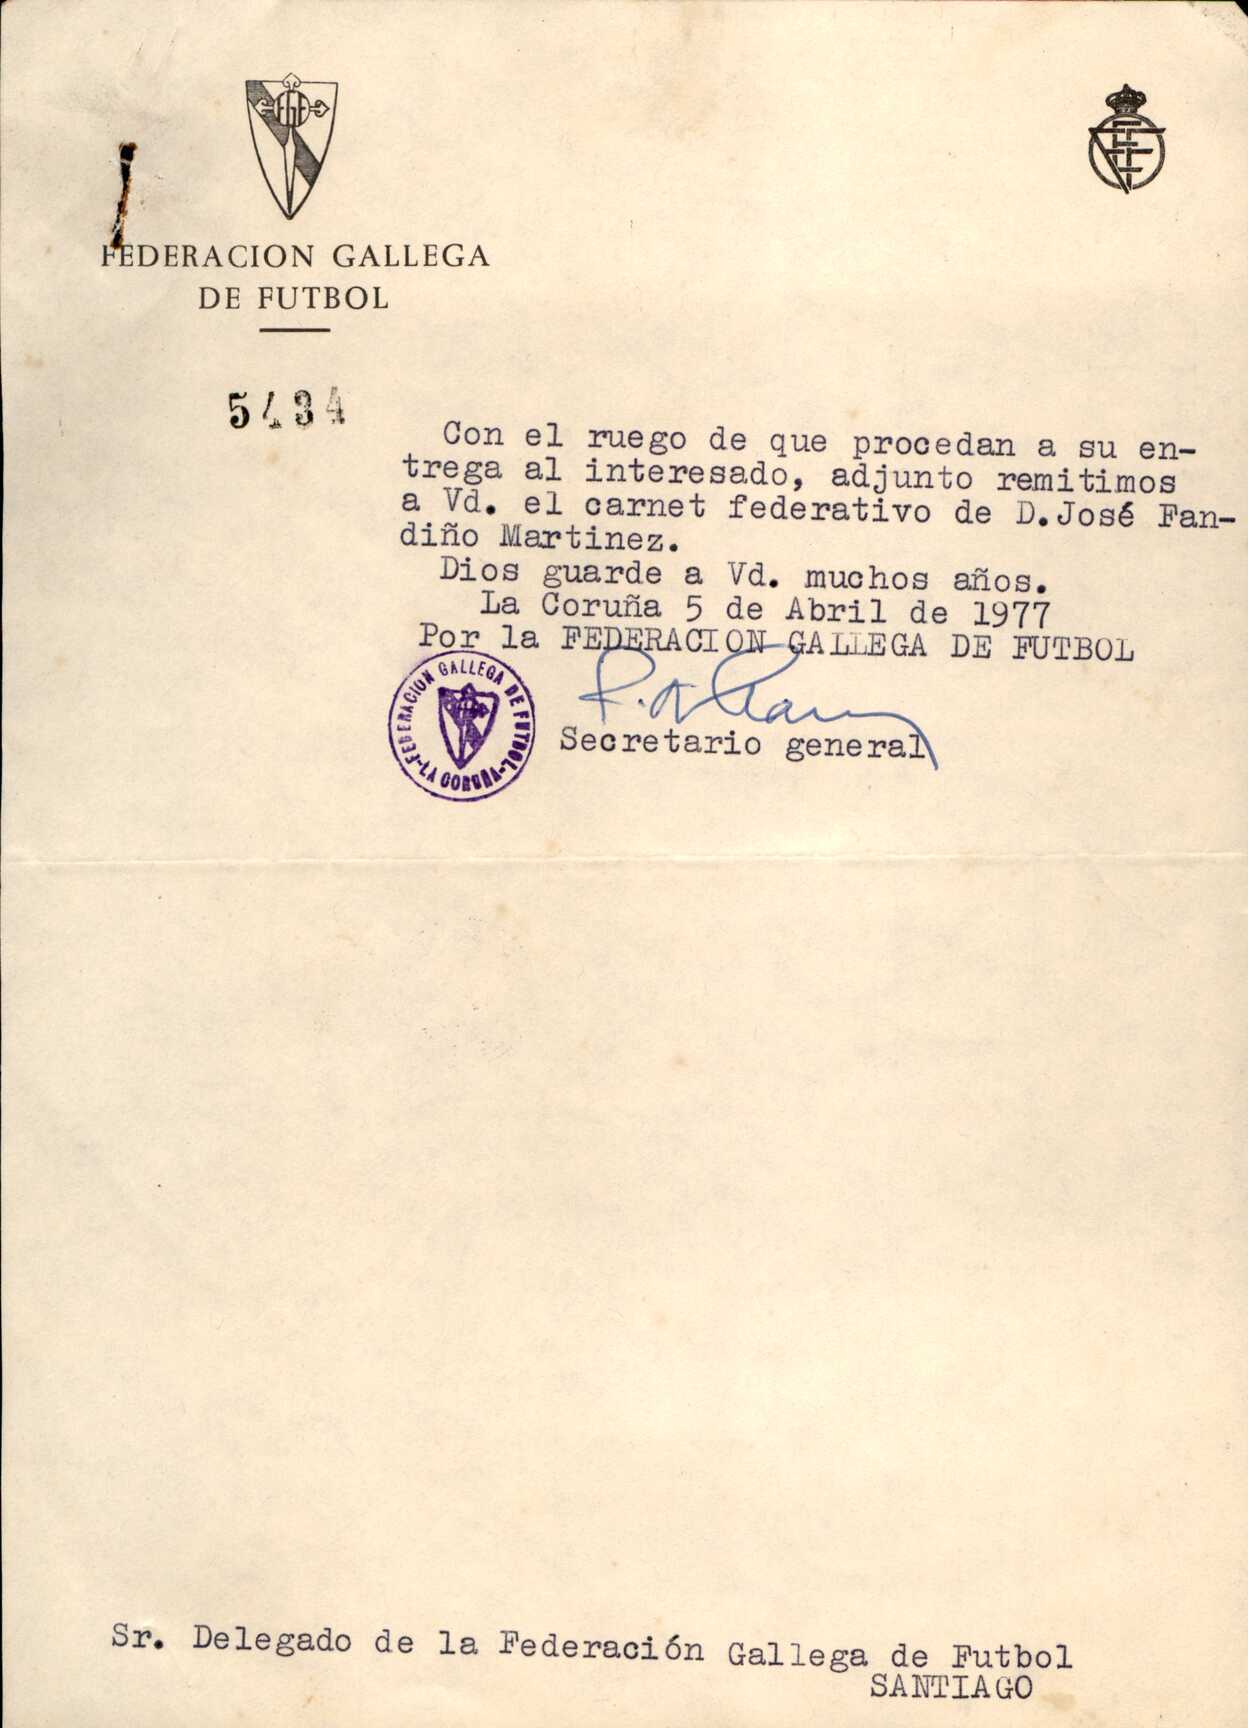 FGF
FEDERACION GALLEGA
DE FUTBOL
5434
Con el ruego de que procedan a su en-
trega al interesado, adjunto remitimos
a Vd. el carnet federativo de D.José Fan-
diño Martinez.
Dios guarde a Vd. muchos años.
La Coruña 5 de Abril de 1977
Por la FEDERACION GALLEGA DE FUTBOL
FEDERACION GALLEGA DE FUTBOL
-LA CORUÑA-
Secretario general
Sr. Delegado de la Federación Gallega de Futbol
SANTIAGO